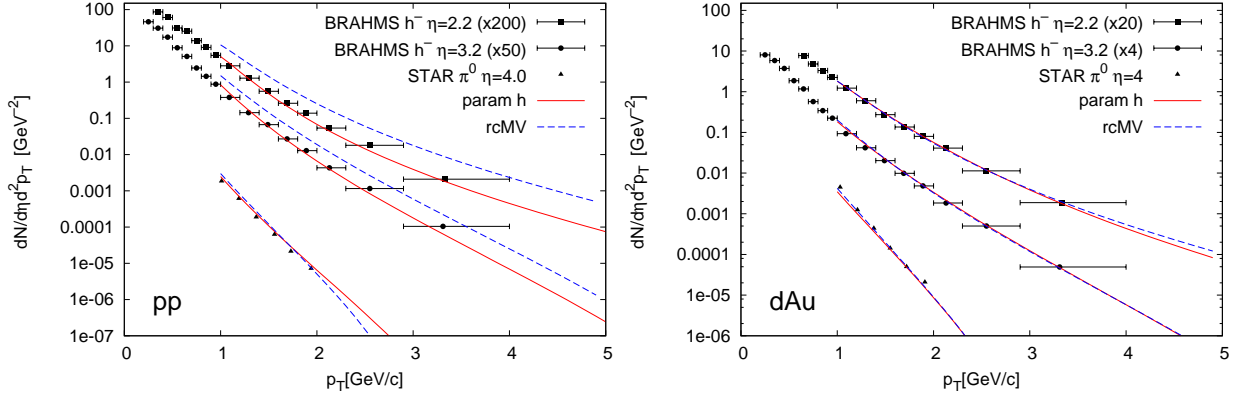 dN/dηd²p_T [GeV⁻²]
100
10
1
0.1
0.01
0.001
0.0001
1e-05
1e-06
1e-07
BRAHMS h⁻ η=2.2 (x200)
BRAHMS h⁻ η=3.2 (x50)
STAR π⁰ η=4.0
param h
rcMV
pp
0 1 2 3 4 5
p_T[GeV/c]
dN/dηd²p_T [GeV⁻²]
100
10
1
0.1
0.01
0.001
0.0001
1e-05
1e-06
BRAHMS h⁻ η=2.2 (x20)
BRAHMS h⁻ η=3.2 (x4)
STAR π⁰ η=4
param h
rcMV
dAu
0 1 2 3 4 5
p_T[GeV/c]